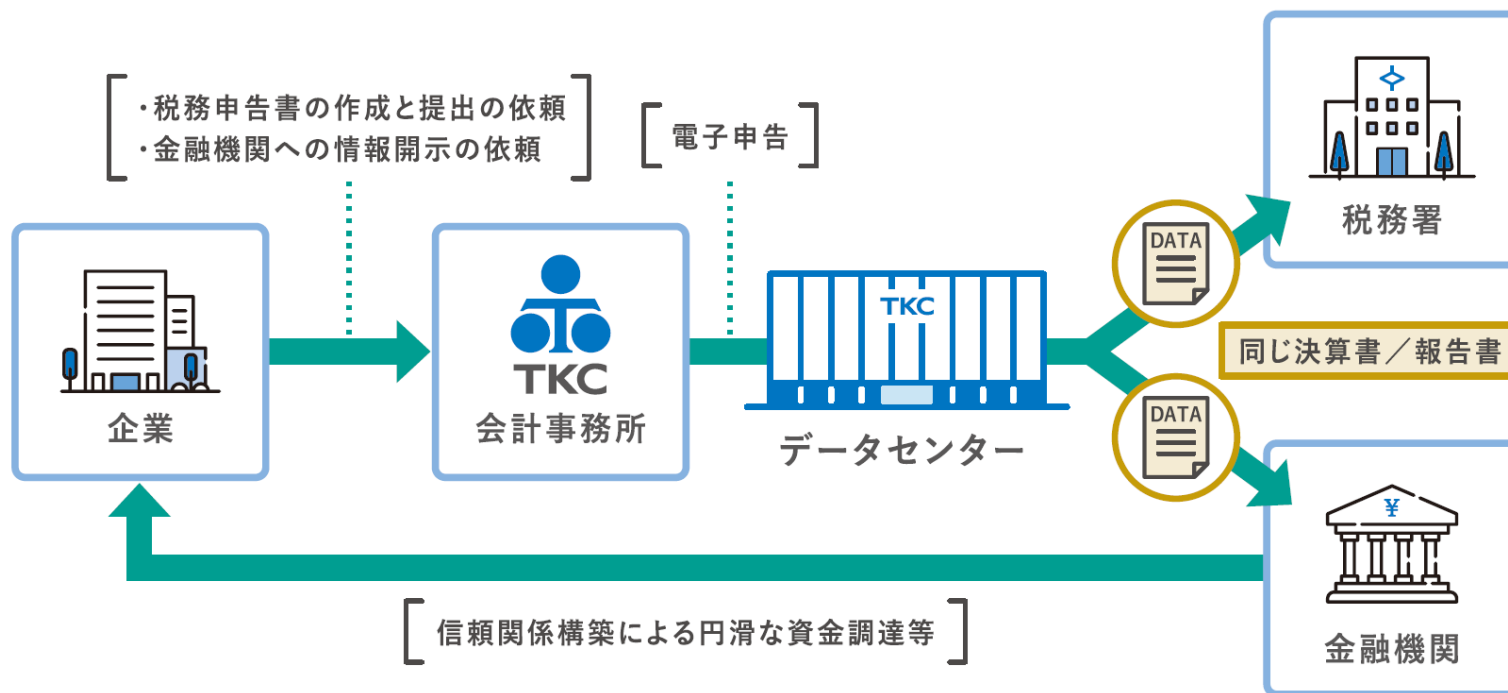 ・税務申告書の作成と提出の依頼
・金融機関への情報開示の依頼
電子申告
企業
TKC
会計事務所
TKC
データセンター
DATA
税務署
同じ決算書／報告書
DATA
¥
金融機関
信頼関係構築による円滑な資金調達等